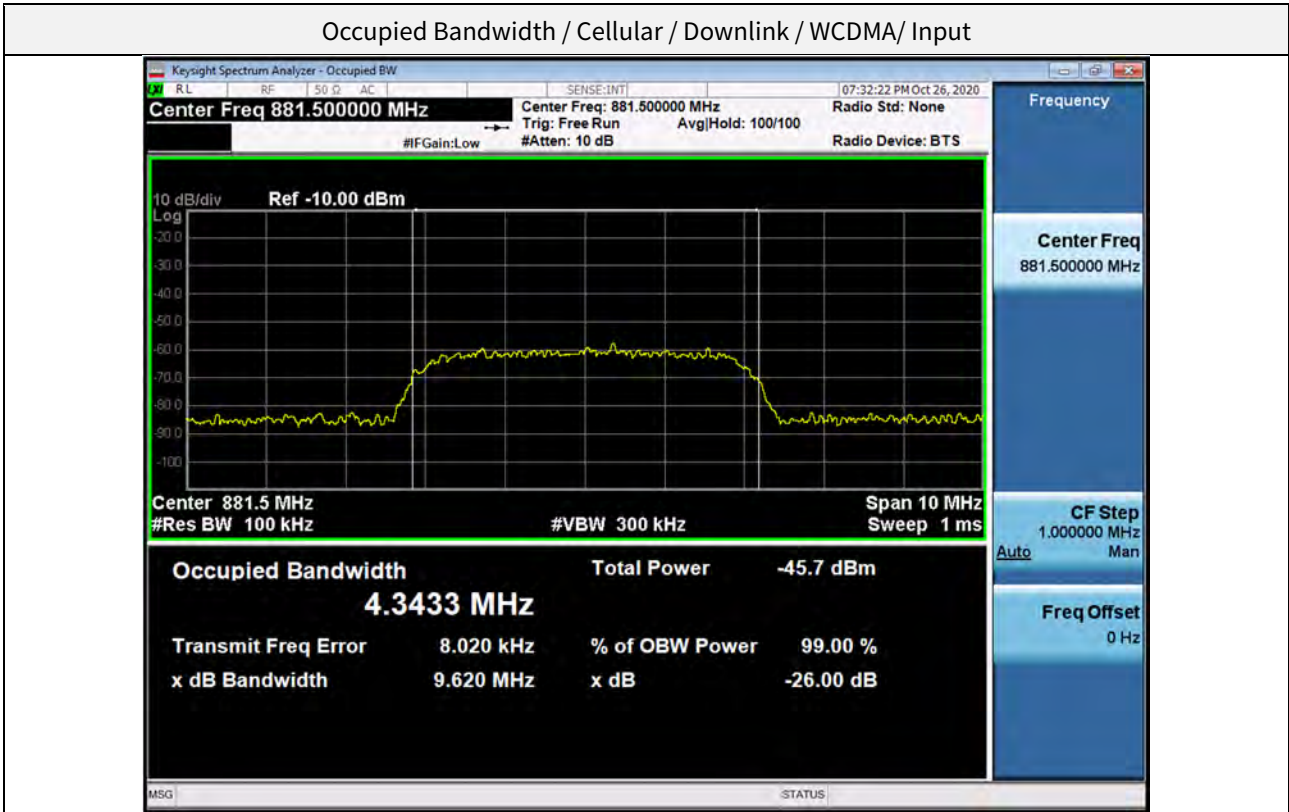 Occupied Bandwidth / Cellular / Downlink / WCDMA/ Input
Keysight Spectrum Analyzer - Occupied BW
RL RF 50 Ω AC SENSE:INT 07:32:22 PM Oct 26, 2020
Center Freq 881.500000 MHz
Center Freq: 881.500000 MHz Radio Std: None
Trig: Free Run Avg|Hold: 100/100
#IFGain:Low #Atten: 10 dB Radio Device: BTS
Frequency
10 dB/div Ref -10.00 dBm
Log
-20.0
-30.0
-40.0
-50.0
-60.0
-70.0
-80.0
-90.0
-100
Center 881.5 MHz Span 10 MHz
#Res BW 100 kHz #VBW 300 kHz Sweep 1 ms
Center Freq
881.500000 MHz
CF Step
1.000000 MHz
Auto Man
Freq Offset
0 Hz
Occupied Bandwidth Total Power -45.7 dBm
4.3433 MHz
Transmit Freq Error 8.020 kHz % of OBW Power 99.00 %
x dB Bandwidth 9.620 MHz x dB -26.00 dB
MSG STATUS